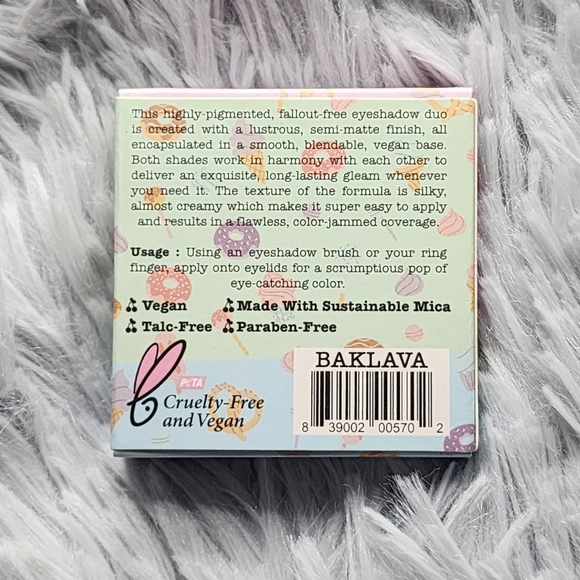 This highly-pigmented, fallout-free eyeshadow duo
is created with a lustrous, semi-matte finish, all
encapsulated in a smooth, blendable, vegan base.
Both shades work in harmony with each other to
deliver an exquisite, long-lasting gleam whenever
you need it. The texture of the formula is silky,
almost creamy which makes it super easy to apply
and results in a flawless, color-jammed coverage.
Usage : Using an eyeshadow brush or your ring
finger, apply onto eyelids for a scrumptious pop of
eye-catching color.
Vegan Made With Sustainable Mica
Talc-Free Paraben-Free
PETA
Cruelty-Free
and Vegan
BAKLAVA
8 39002 00570 2